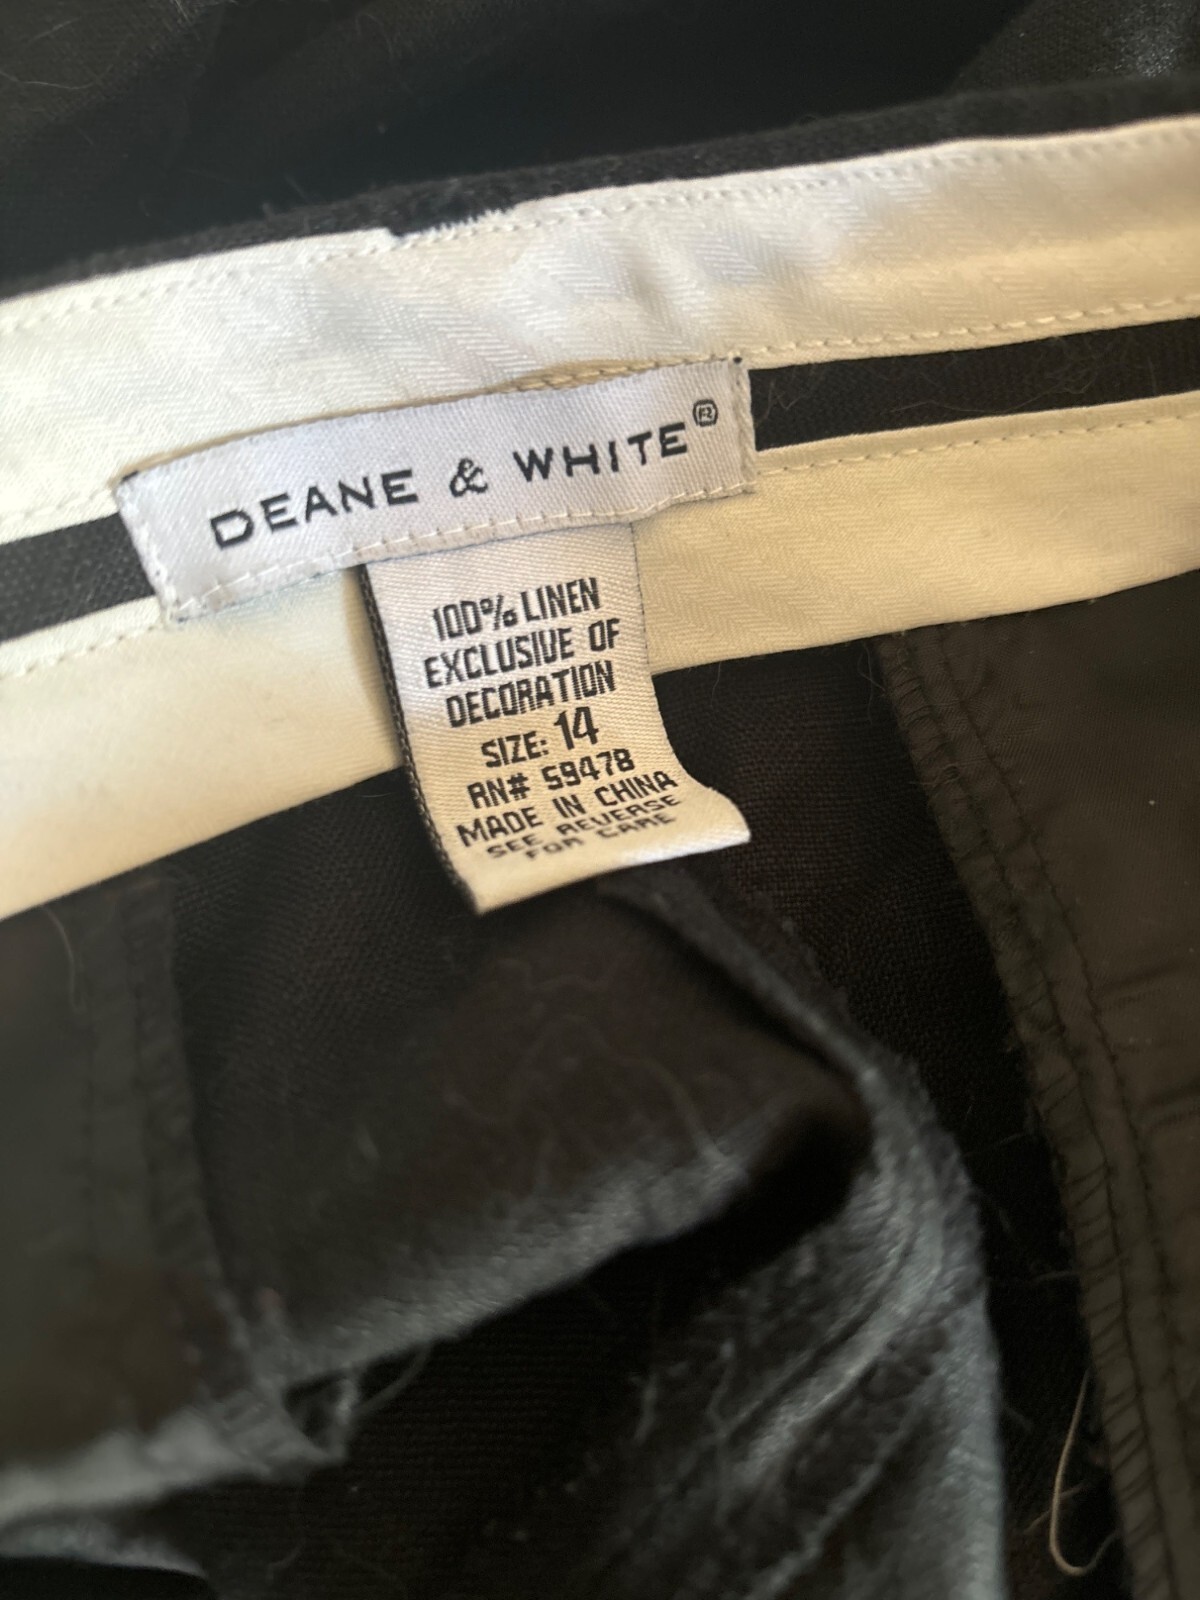 DEANE & WHITE®
100% LINEN
EXCLUSIVE OF
DECORATION
SIZE: 14
RN# 59478
MADE IN CHINA
SEE REVERSE
FOR CARE